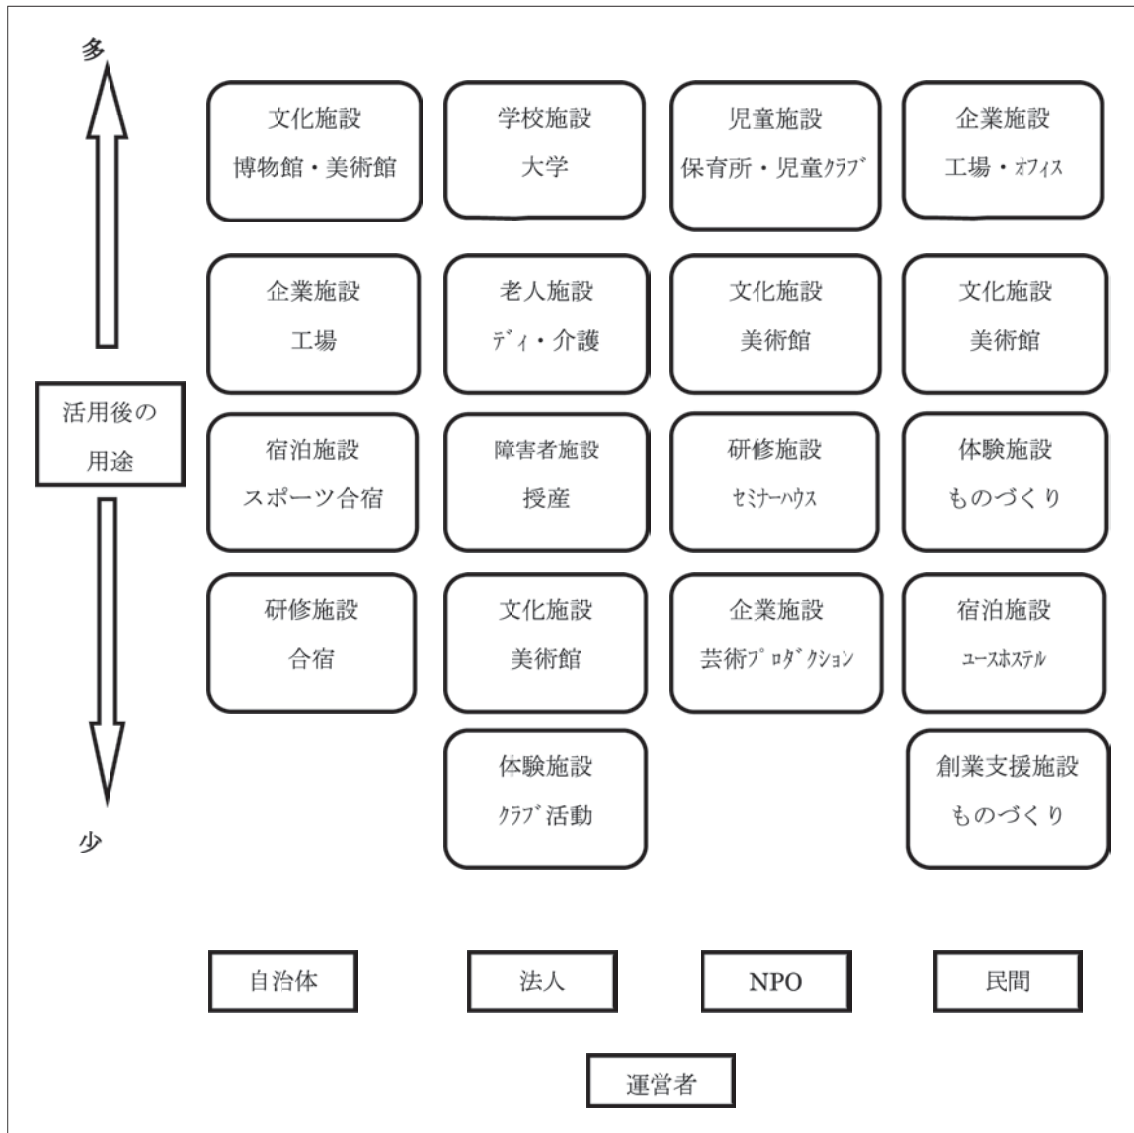 多
文化施設
博物館・美術館
学校施設
大学
児童施設
保育所・児童ｸﾗﾌﾞ
企業施設
工場・ｵﾌｨｽ
企業施設
工場
老人施設
ﾃﾞｨ・介護
文化施設
美術館
文化施設
美術館
活用後の
用途
宿泊施設
スポーツ合宿
障害者施設
授産
研修施設
ｾﾐﾅｰﾊｳｽ
体験施設
ものづくり
研修施設
合宿
文化施設
美術館
企業施設
芸術ﾌﾟﾛﾀﾞｸｼｮﾝ
宿泊施設
ﾕｰｽﾎｽﾃﾙ
体験施設
ｸﾗﾌﾞ活動
創業支援施設
ものづくり
少
自治体
法人
NPO
民間
運営者